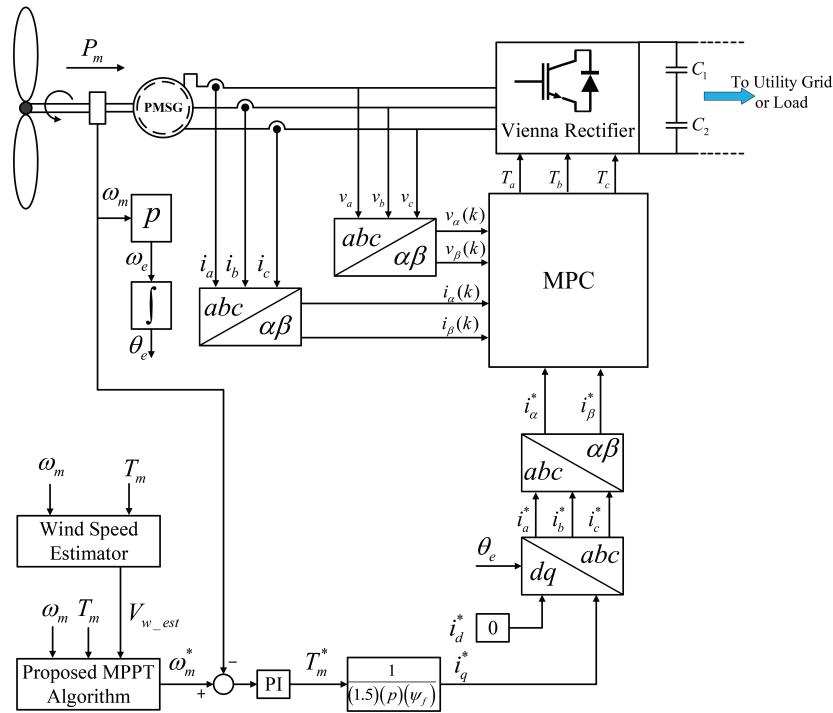 P_m
PMSG
Vienna Rectifier
C_1
C_2
To Utility Grid
or Load
T_a T_b T_c
ω_m
p
ω_e
∫
θ_e
v_a v_b v_c
abc
αβ
v_α(k)
v_β(k)
i_a i_b i_c
abc
αβ
i_α(k)
i_β(k)
MPC
i_α^* i_β^*
αβ
abc
i_a^* i_b^* i_c^*
θ_e
abc
dq
i_d^*
0
i_q^*
ω_m T_m
Wind Speed
Estimator
V_{w_est}
ω_m T_m
Proposed MPPT
Algorithm
ω_m^*
+
−
PI
T_m^*
1
(1.5)(p)(ψ_f)